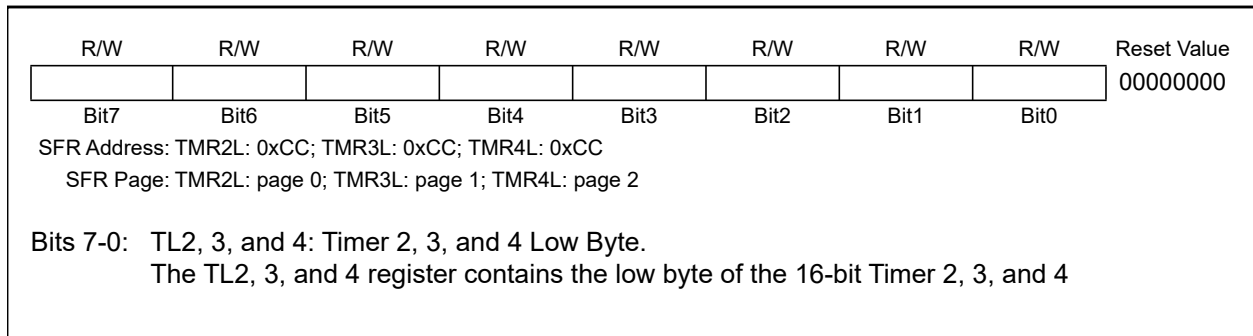 R/W R/W R/W R/W R/W R/W R/W R/W Reset Value
00000000
Bit7 Bit6 Bit5 Bit4 Bit3 Bit2 Bit1 Bit0
SFR Address: TMR2L: 0xCC; TMR3L: 0xCC; TMR4L: 0xCC
SFR Page: TMR2L: page 0; TMR3L: page 1; TMR4L: page 2
Bits 7-0: TL2, 3, and 4: Timer 2, 3, and 4 Low Byte.
The TL2, 3, and 4 register contains the low byte of the 16-bit Timer 2, 3, and 4